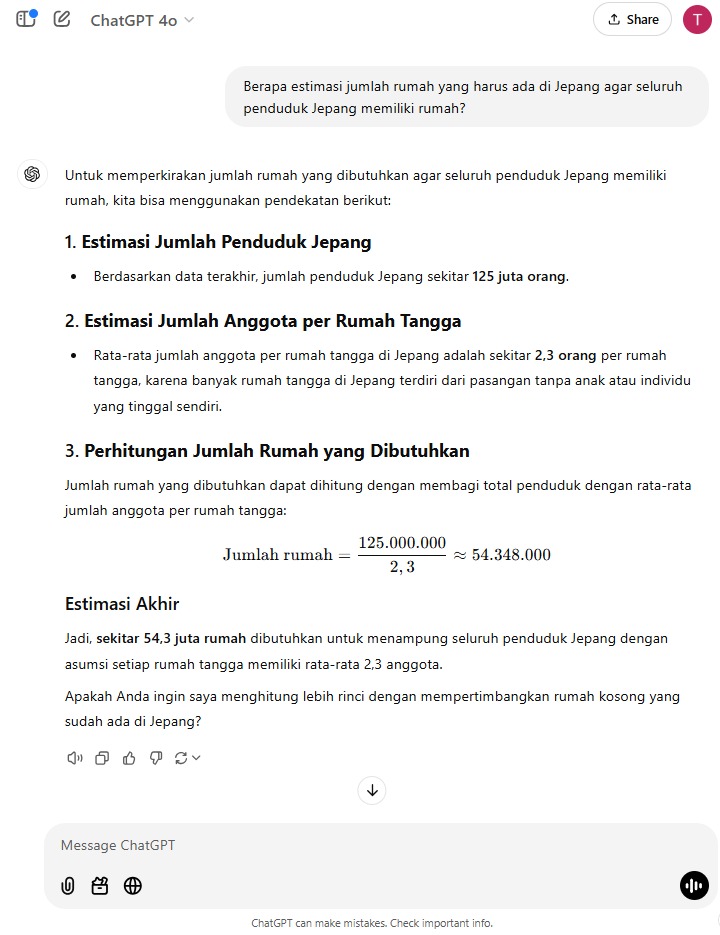 ChatGPT 4o
Share
T
Berapa estimasi jumlah rumah yang harus ada di Jepang agar seluruh
penduduk Jepang memiliki rumah?
Untuk memperkirakan jumlah rumah yang dibutuhkan agar seluruh penduduk Jepang memiliki
rumah, kita bisa menggunakan pendekatan berikut:
1. Estimasi Jumlah Penduduk Jepang
• Berdasarkan data terakhir, jumlah penduduk Jepang sekitar 125 juta orang.
2. Estimasi Jumlah Anggota per Rumah Tangga
• Rata-rata jumlah anggota per rumah tangga di Jepang adalah sekitar 2,3 orang per rumah
tangga, karena banyak rumah tangga di Jepang terdiri dari pasangan tanpa anak atau individu
yang tinggal sendiri.
3. Perhitungan Jumlah Rumah yang Dibutuhkan
Jumlah rumah yang dibutuhkan dapat dihitung dengan membagi total penduduk dengan rata-rata
jumlah anggota per rumah tangga:
Jumlah rumah = 125.000.000 / 2,3 ≈ 54.348.000
Estimasi Akhir
Jadi, sekitar 54,3 juta rumah dibutuhkan untuk menampung seluruh penduduk Jepang dengan
asumsi setiap rumah tangga memiliki rata-rata 2,3 anggota.
Apakah Anda ingin saya menghitung lebih rinci dengan mempertimbangkan rumah kosong yang
sudah ada di Jepang?
Message ChatGPT
ChatGPT can make mistakes. Check important info.